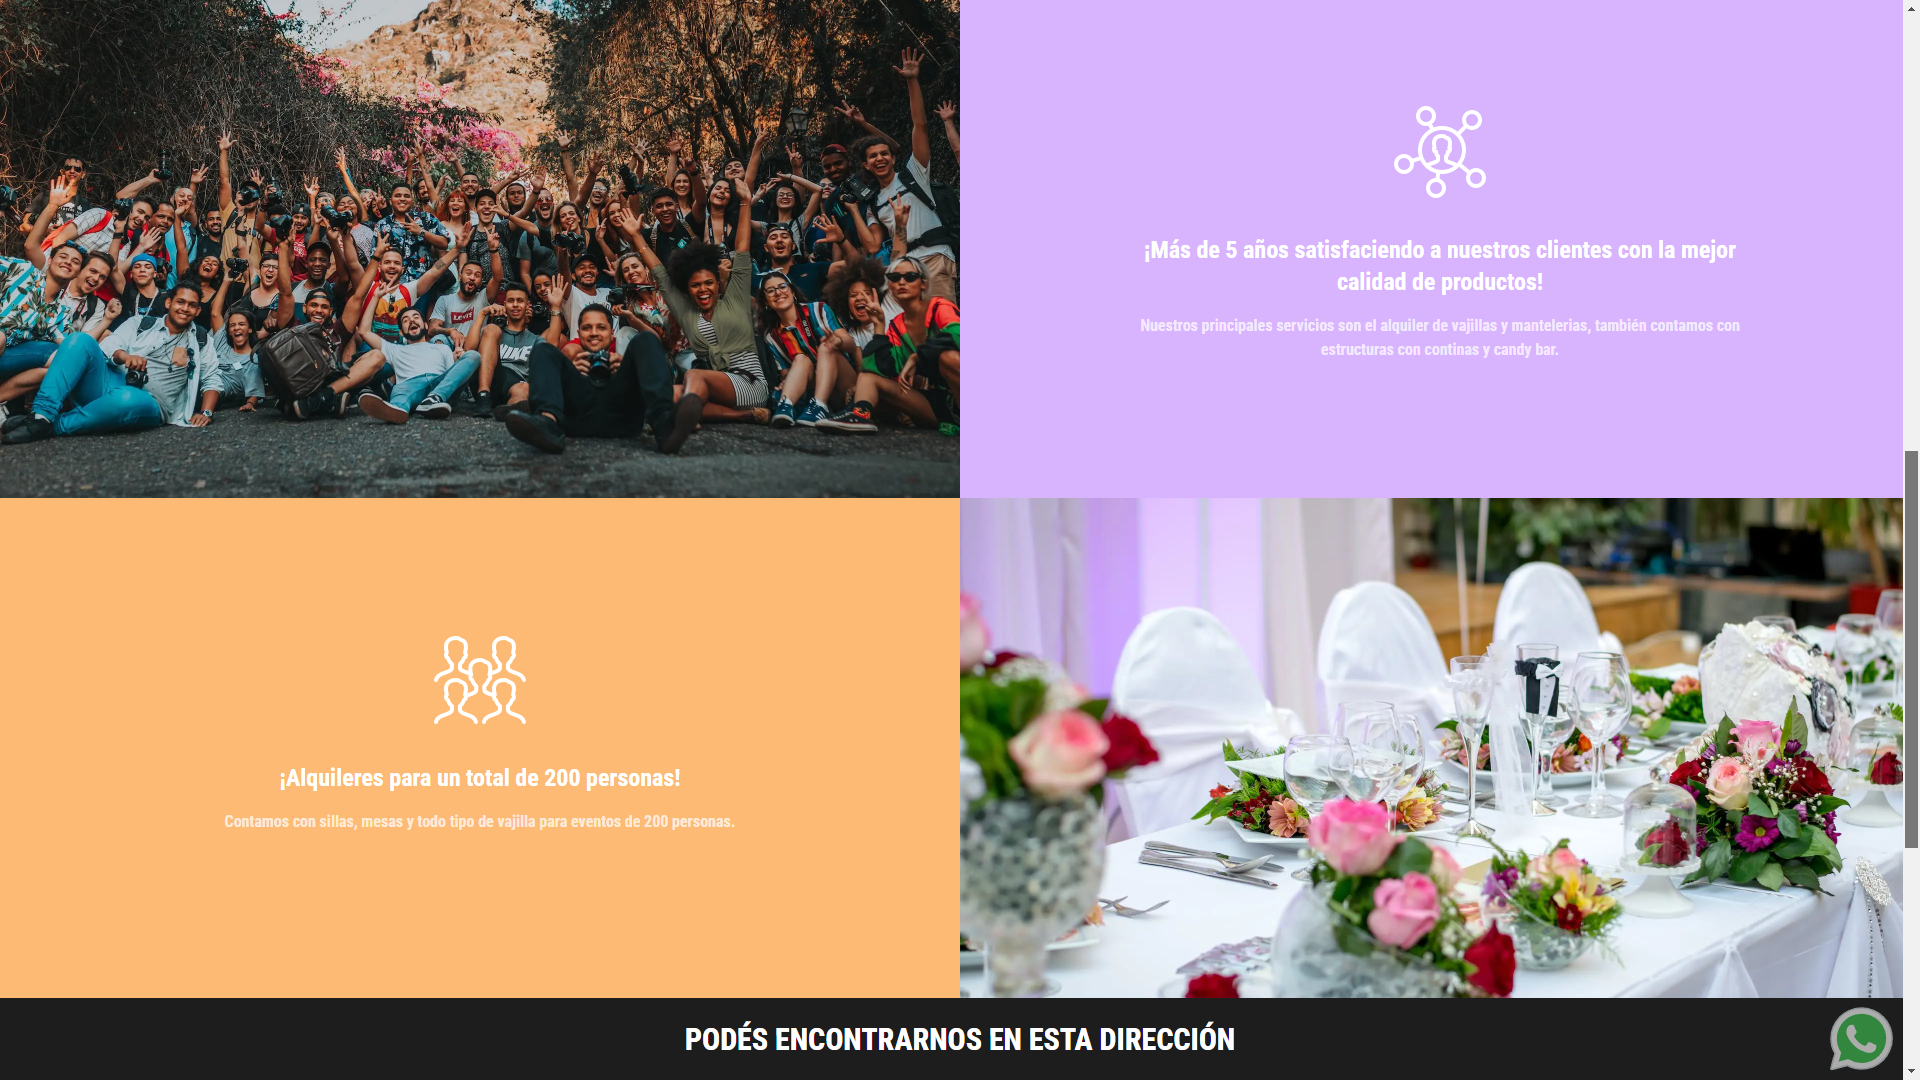 ¡Más de 5 años satisfaciendo a nuestros clientes con la mejor
calidad de productos!
Nuestros principales servicios son el alquiler de vajillas y mantelerias, también contamos con
estructuras con continas y candy bar.
Levi's
NIKE
¡Alquileres para un total de 200 personas!
Contamos con sillas, mesas y todo tipo de vajilla para eventos de 200 personas.
PODÉS ENCONTRARNOS EN ESTA DIRECCIÓN